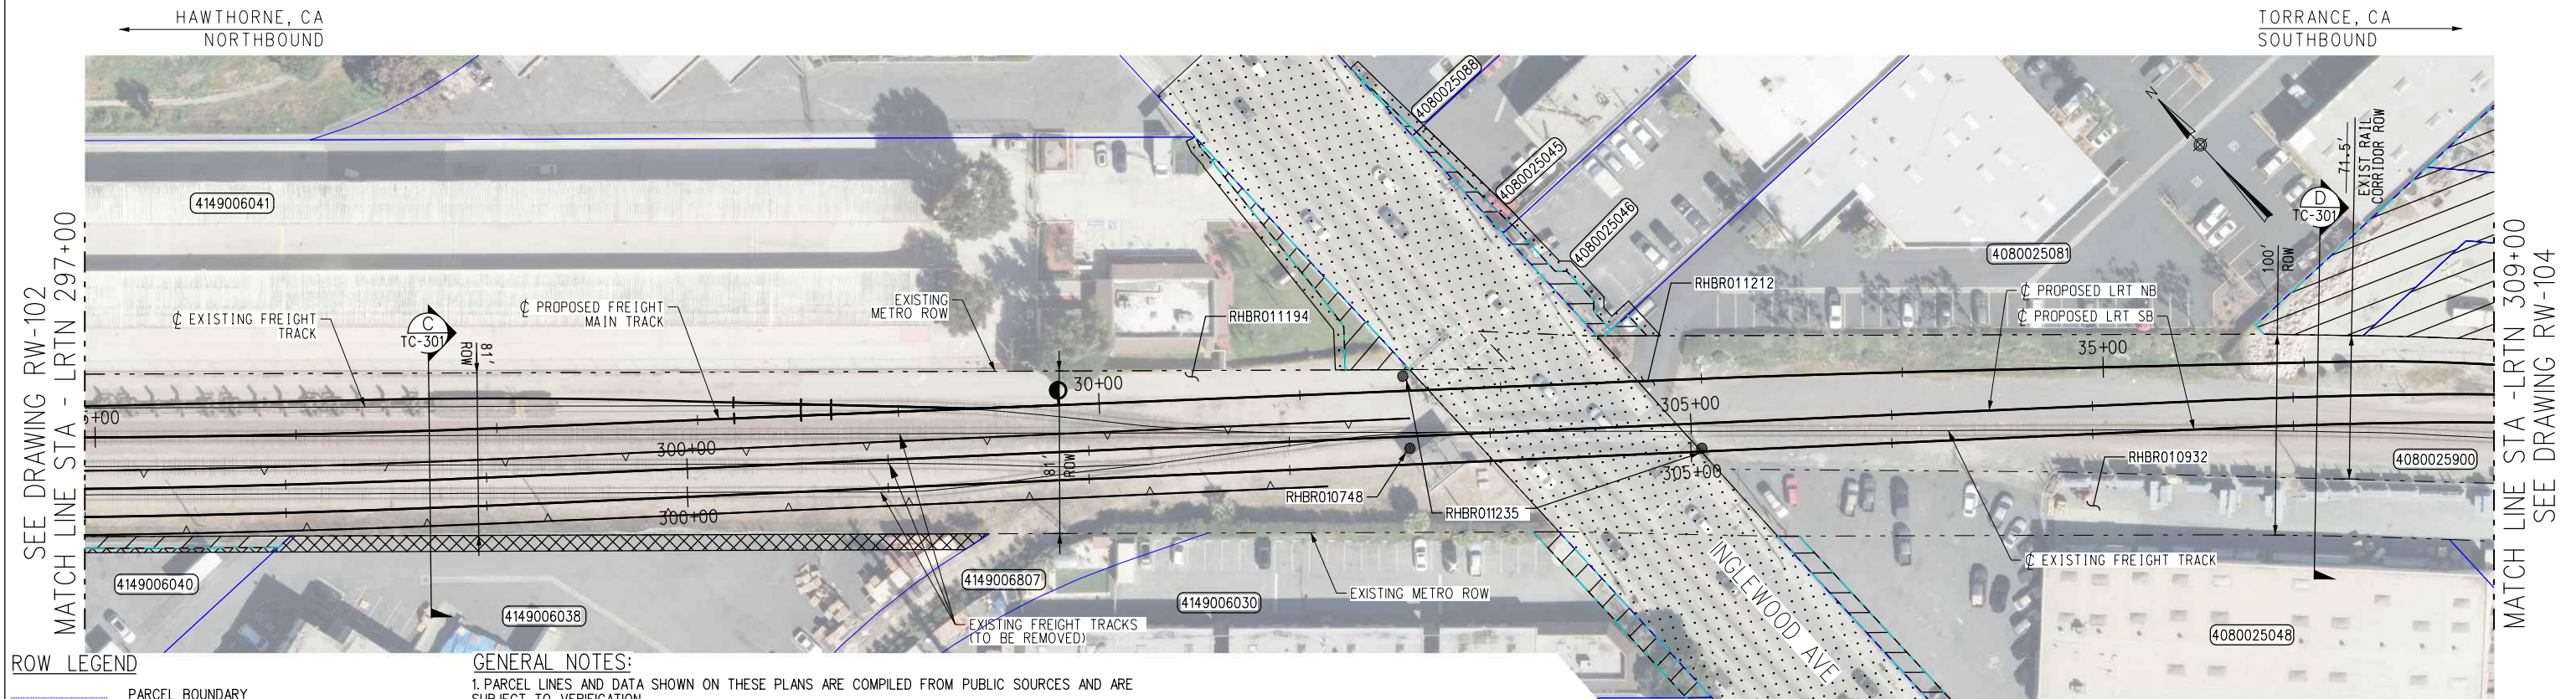 HAWTHORNE, CA
NORTHBOUND
TORRANCE, CA
SOUTHBOUND
SEE DRAWING RW-102
MATCH LINE STA - LRTN 297+00
4149006041
₵ EXISTING FREIGHT
TRACK
C
TC-301
81'
ROW
₵ PROPOSED FREIGHT
MAIN TRACK
EXISTING
METRO ROW
RHBR011194
4080025088
4080025045
4080025046
RHBR011212
4080025081
₵ PROPOSED LRT NB
₵ PROPOSED LRT SB
N
D
TC-301
71.5'
EXIST RAIL
CORRIDOR ROW
100'
ROW
5+00
30+00
35+00
300+00
305+00
81'
ROW
300+00
305+00
RHBR010748
RHBR011235
RHBR010932
4080025900
4149006040
4149006038
4149006807
4149006030
EXISTING METRO ROW
₵ EXISTING FREIGHT TRACK
EXISTING FREIGHT TRACKS
(TO BE REMOVED)
INGLEWOOD AVE
4080025048
MATCH LINE STA -LRTN 309+00
SEE DRAWING RW-104
ROW LEGEND
PARCEL BOUNDARY
GENERAL NOTES:
1. PARCEL LINES AND DATA SHOWN ON THESE PLANS ARE COMPILED FROM PUBLIC SOURCES AND ARE
SUBJECT TO VERIFICATION